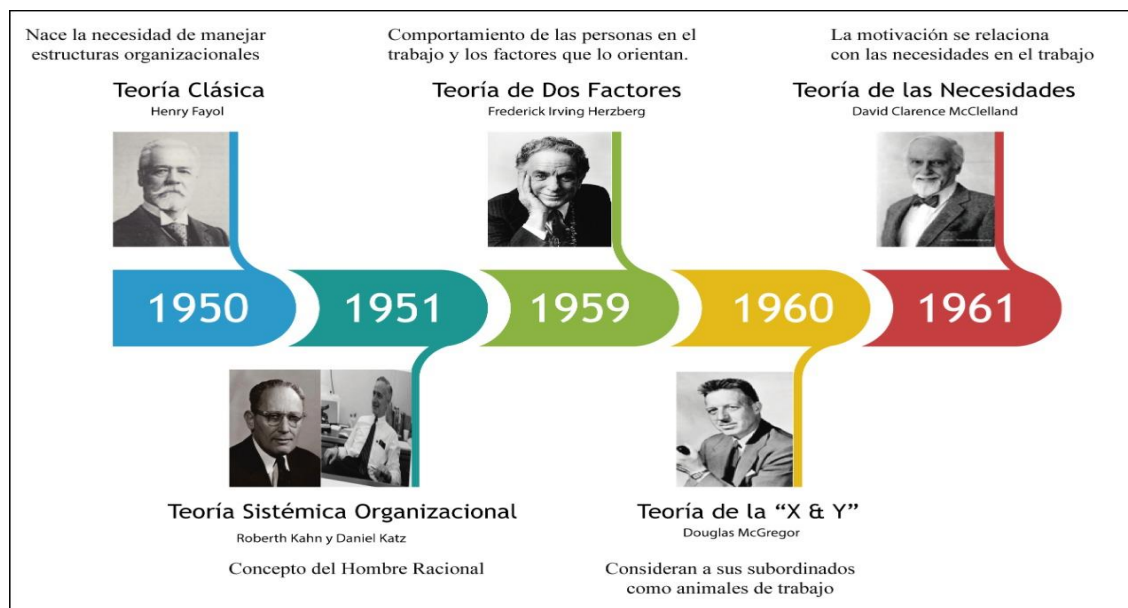 Nace la necesidad de manejar
estructuras organizacionales
Teoría Clásica
Henry Fayol
Comportamiento de las personas en el
trabajo y los factores que lo orientan.
Teoría de Dos Factores
Frederick Irving Herzberg
La motivación se relaciona
con las necesidades en el trabajo
Teoría de las Necesidades
David Clarence McClelland
1950
1951
1959
1960
1961
Teoría Sistémica Organizacional
Roberth Kahn y Daniel Katz
Concepto del Hombre Racional
Teoría de la “X & Y”
Douglas McGregor
Consideran a sus subordinados
como animales de trabajo